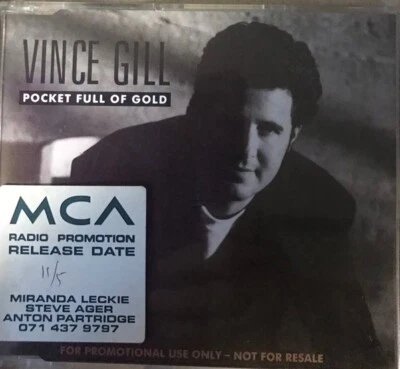 VINCE GILL
POCKET FULL OF GOLD
MCA
RADIO PROMOTION
RELEASE DATE
11/5
MIRANDA LECKIE
STEVE AGER
ANTON PARTRIDGE
071 437 9797
FOR PROMOTIONAL USE ONLY – NOT FOR RESALE